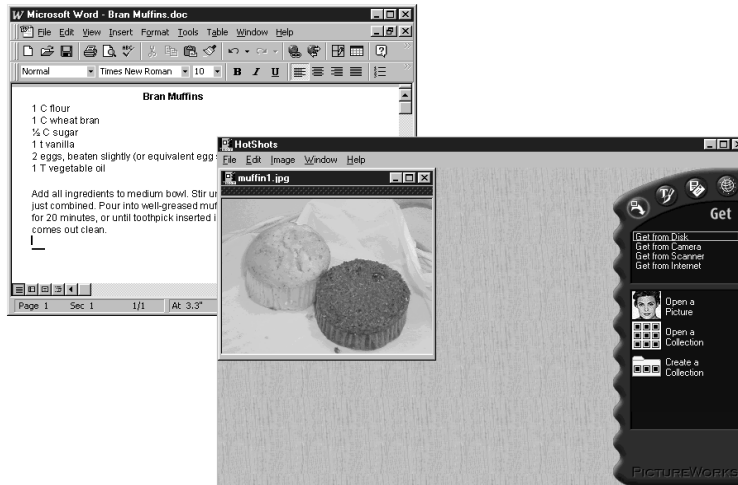 Microsoft Word - Bran Muffins.doc
File Edit View Insert Format Tools Table Window Help
Normal Times New Roman 10 B I U
Bran Muffins
1 C flour
1 C wheat bran
½ C sugar
1 t vanilla
2 eggs, beaten slightly (or equivalent egg
1 T vegetable oil
Add all ingredients to medium bowl. Stir
just combined. Pour into well-greased
for 20 minutes, or until toothpick inserted
comes out clean.
Page 1 Sec 1 1/1 At 3.3"
HotShots
File Edit Image Window Help
muffin1.jpg
Get
Get from Disk
Get from Camera
Get from Scanner
Get from Internet
Open a
Picture
Open a
Collection
Create a
Collection
PICTUREWORKS